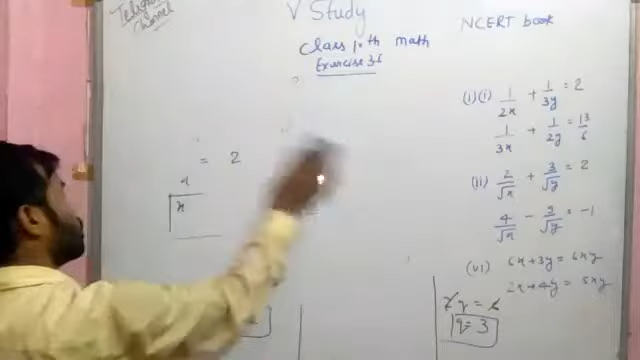 Telegram
Channel
V Study
Class 10th math
Exercise 3.6
NCERT book
(1)(i) 1/2x + 1/3y = 2
1/3x + 1/2y = 13/6
(ii) 2/√x + 3/√y = 2
4/√x - 9/√y = -1
(vi) 6x+3y = 6xy
2x+4y = 5xy
= 2
x
y = 3